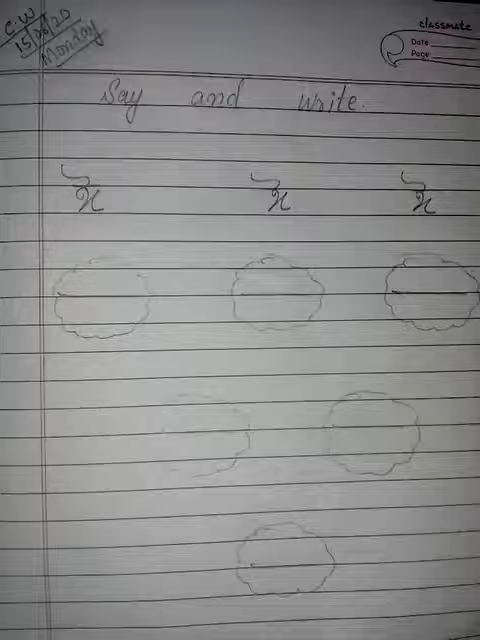 C.W
15/06/20
Monday
classmate
Date
Page
Say and write.